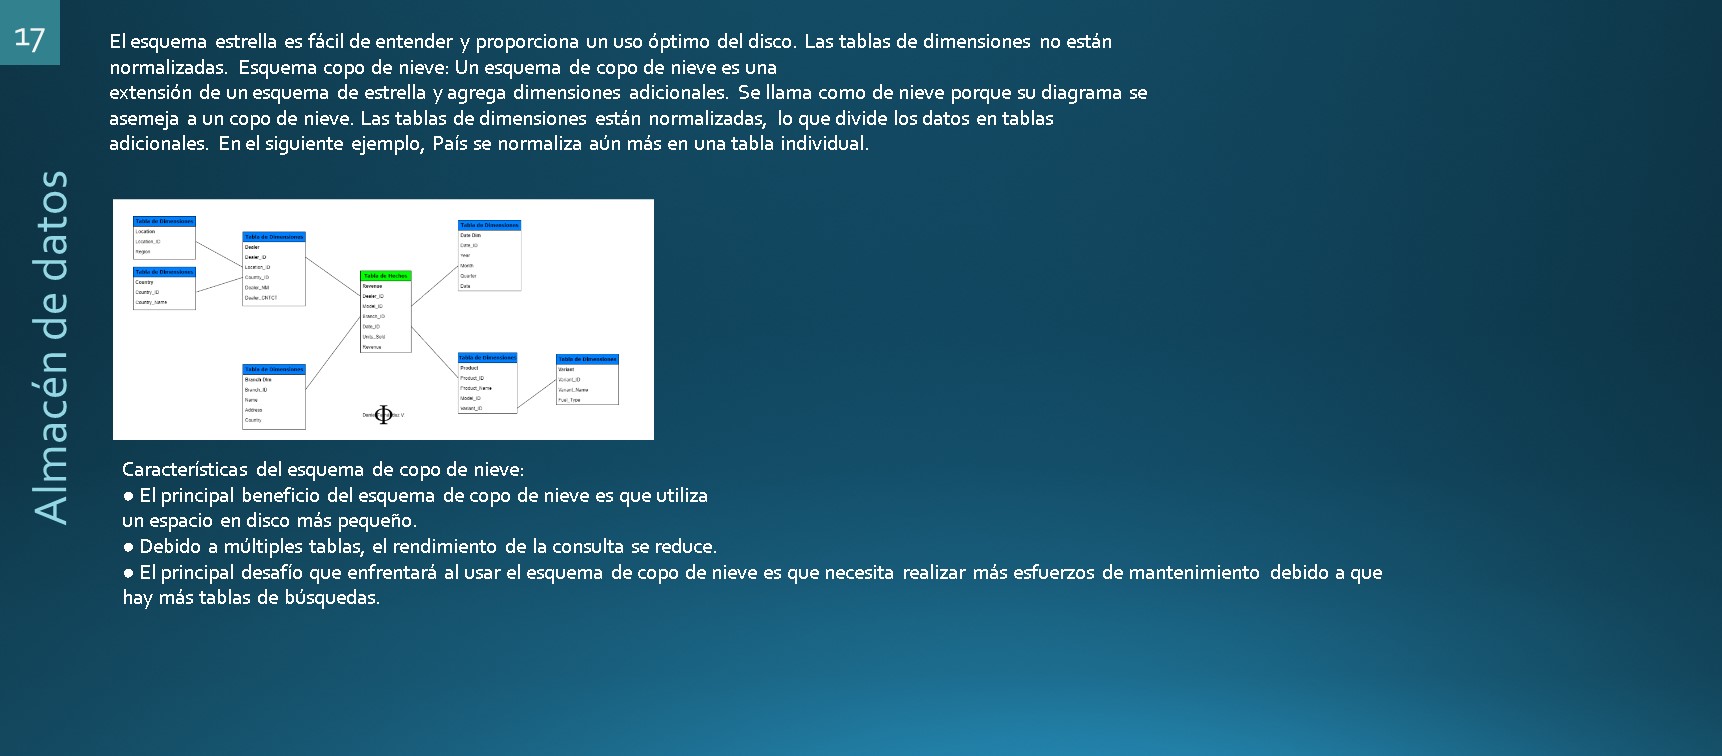 17
Almacén de datos
El esquema estrella es fácil de entender y proporciona un uso óptimo del disco. Las tablas de dimensiones no están
normalizadas. Esquema copo de nieve: Un esquema de copo de nieve es una
extensión de un esquema de estrella y agrega dimensiones adicionales. Se llama como de nieve porque su diagrama se
asemeja a un copo de nieve. Las tablas de dimensiones están normalizadas, lo que divide los datos en tablas
adicionales. En el siguiente ejemplo, País se normaliza aún más en una tabla individual.
Tabla de Dimensiones
Location
Location_ID
Region
Tabla de Dimensiones
Country
Country_ID
Country_Name
Tabla de Dimensiones
Dealer
Dealer_ID
Location_ID
Country_ID
Dealer_NM
Dealer_CNTCT
Tabla de Hechos
Revenue
Dealer_ID
Model_ID
Branch_ID
Date_ID
Units_Sold
Revenue
Tabla de Dimensiones
Date Dim
Date_ID
Year
Month
Quarter
Date
Tabla de Dimensiones
Branch Dim
Branch_ID
Name
Address
Country
Tabla de Dimensiones
Product
Product_ID
Product_Name
Model_ID
Variant_ID
Tabla de Dimensiones
Variant
Variant_ID
Variant_Name
Fuel_Type
Características del esquema de copo de nieve:
● El principal beneficio del esquema de copo de nieve es que utiliza
un espacio en disco más pequeño.
● Debido a múltiples tablas, el rendimiento de la consulta se reduce.
● El principal desafío que enfrentará al usar el esquema de copo de nieve es que necesita realizar más esfuerzos de mantenimiento debido a que
hay más tablas de búsquedas.